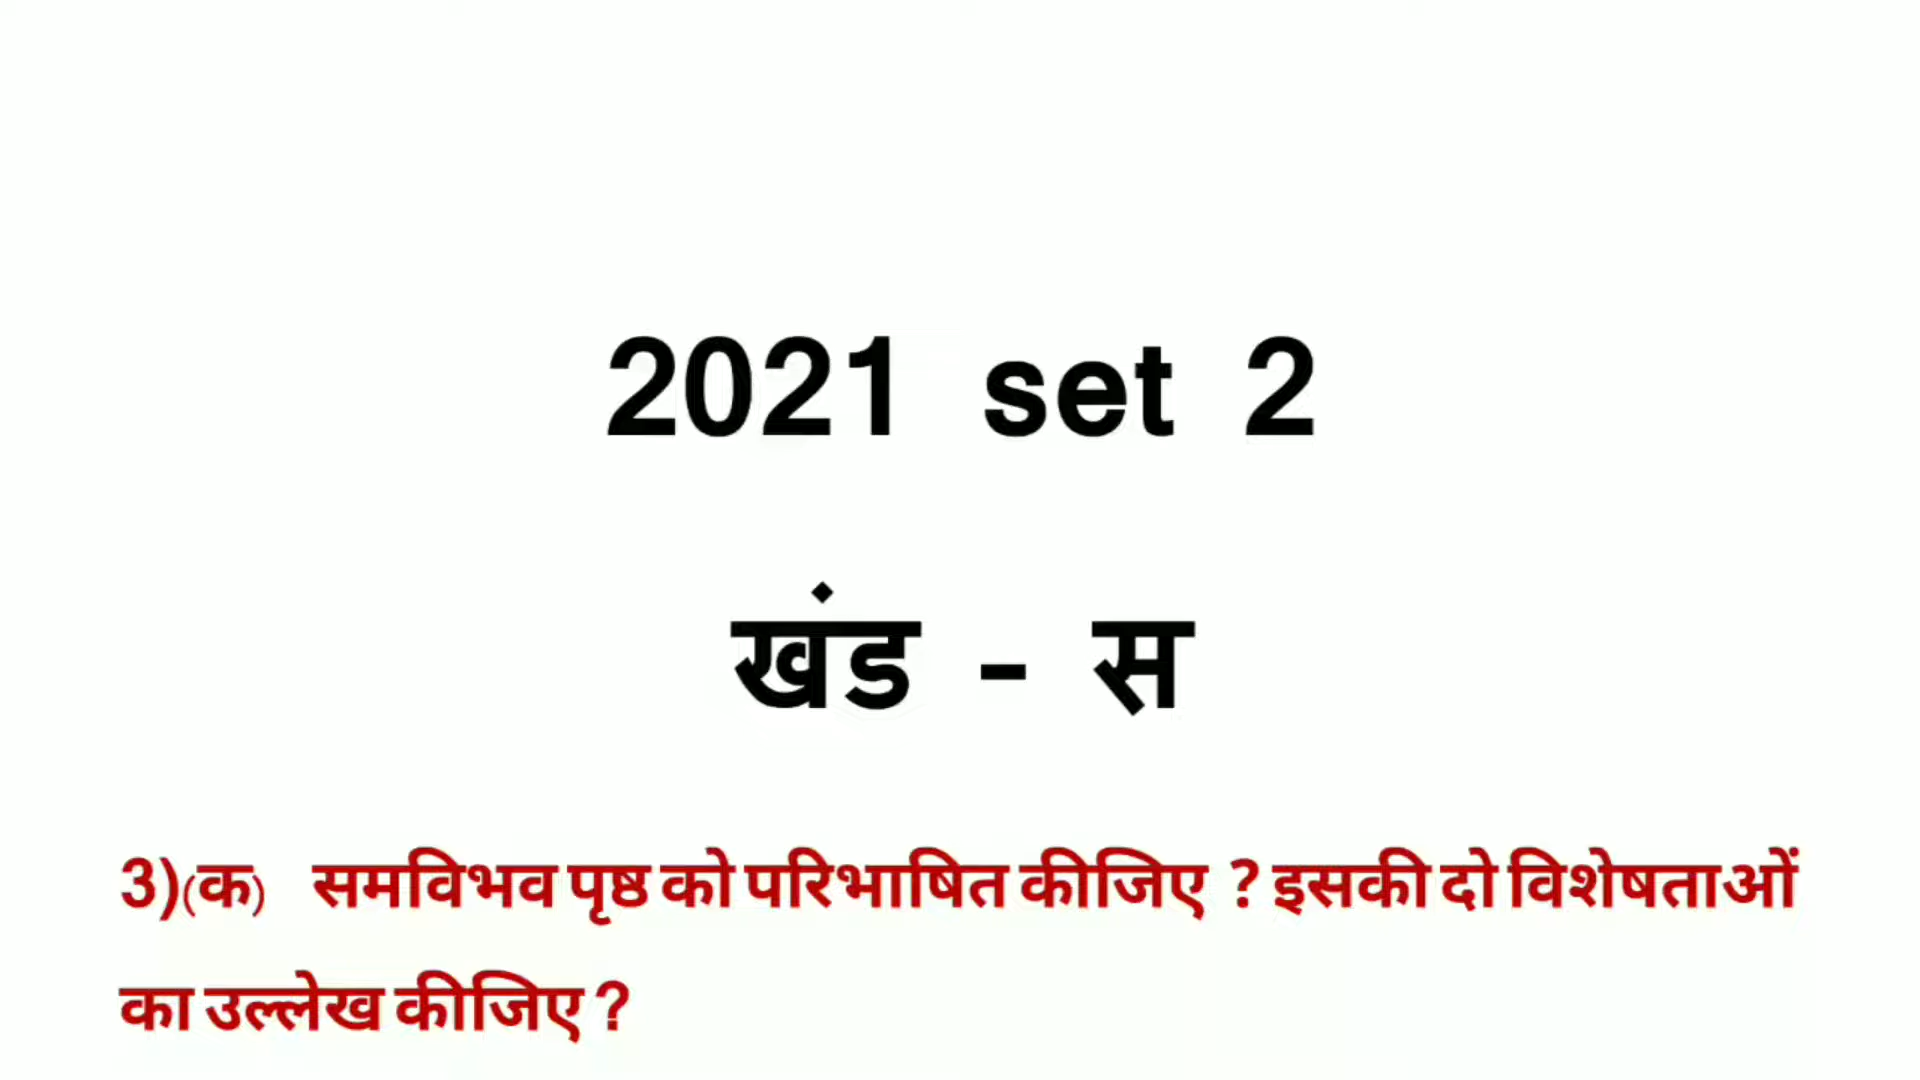 2021 set 2
खंड - स
3)(क) समविभव पृष्ठ को परिभाषित कीजिए ? इसकी दो विशेषताओं
का उल्लेख कीजिए ?